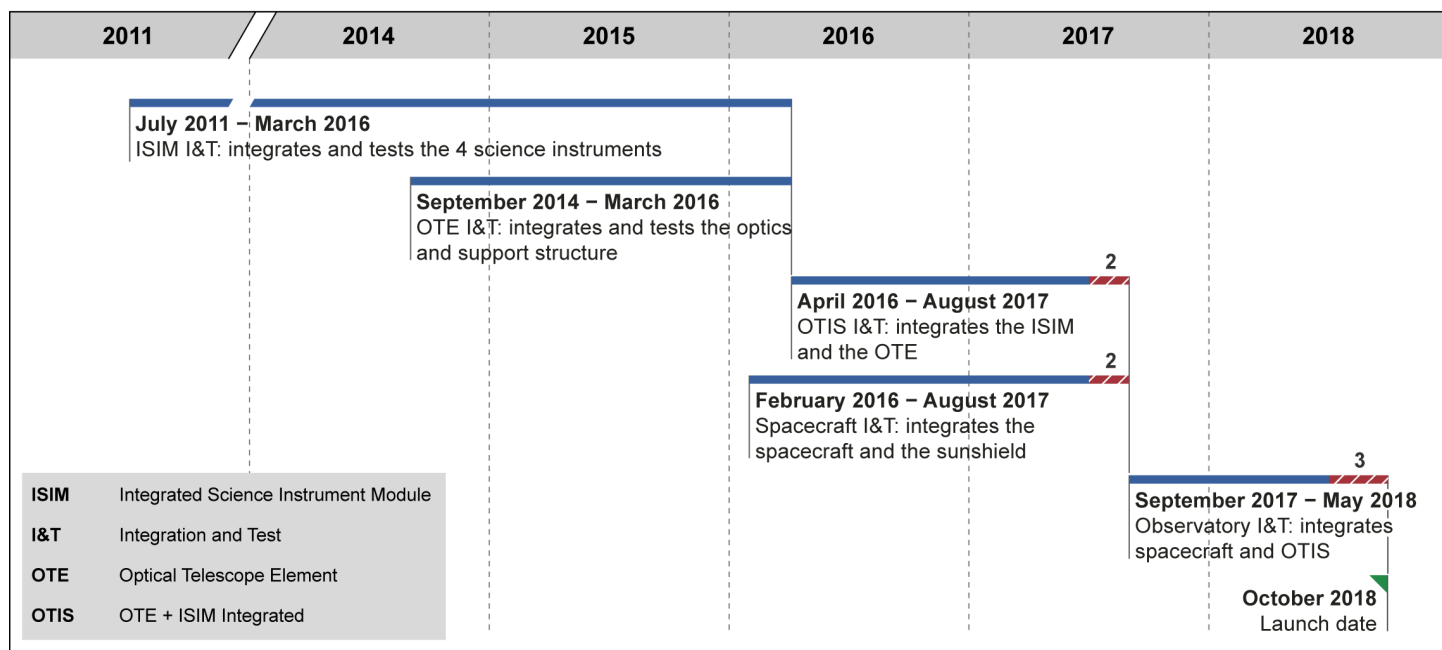 2011 2014 2015 2016 2017 2018
July 2011 – March 2016
ISIM I&T: integrates and tests the 4 science instruments
September 2014 – March 2016
OTE I&T: integrates and tests the optics
and support structure
2
April 2016 – August 2017
OTIS I&T: integrates the ISIM
and the OTE
2
February 2016 – August 2017
Spacecraft I&T: integrates the
spacecraft and the sunshield
3
September 2017 – May 2018
Observatory I&T: integrates
spacecraft and OTIS
October 2018
Launch date
ISIM Integrated Science Instrument Module
I&T Integration and Test
OTE Optical Telescope Element
OTIS OTE + ISIM Integrated